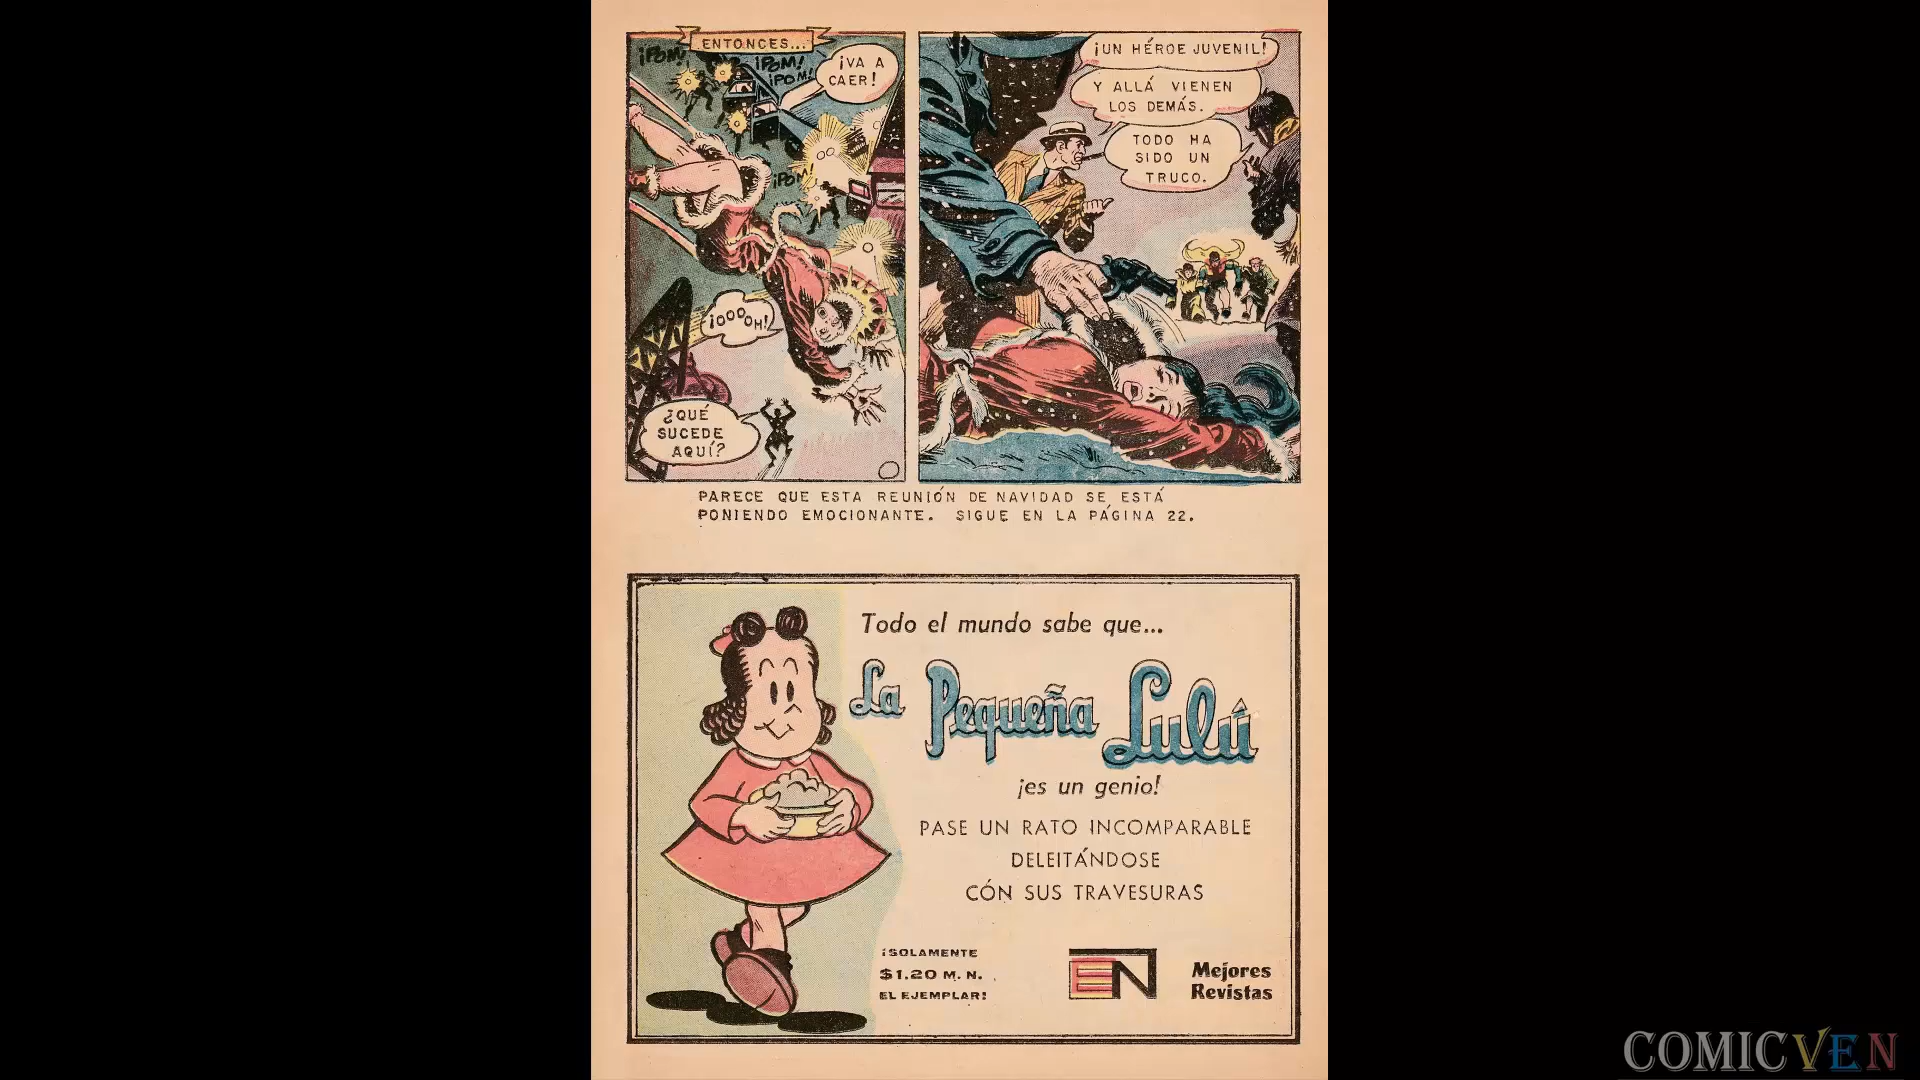 ENTONCES...
¡POM!
¡POM!
¡POM!
¡VA A
CAER!
¡POM!
¡OOOOH!
¿QUÉ
SUCEDE
AQUÍ?
¡UN HÉROE JUVENIL!
Y ALLÁ VIENEN
LOS DEMÁS.
TODO HA
SIDO UN
TRUCO.
PARECE QUE ESTA REUNIÓN DE NAVIDAD SE ESTÁ
PONIENDO EMOCIONANTE. SIGUE EN LA PÁGINA 22.
Todo el mundo sabe que...
La Pequeña Lulú
¡es un genio!
PASE UN RATO INCOMPARABLE
DELEITÁNDOSE
CÓN SUS TRAVESURAS
¡SOLAMENTE
$1.20 M. N.
EL EJEMPLAR!
EN
Mejores
Revistas
COMICVEN